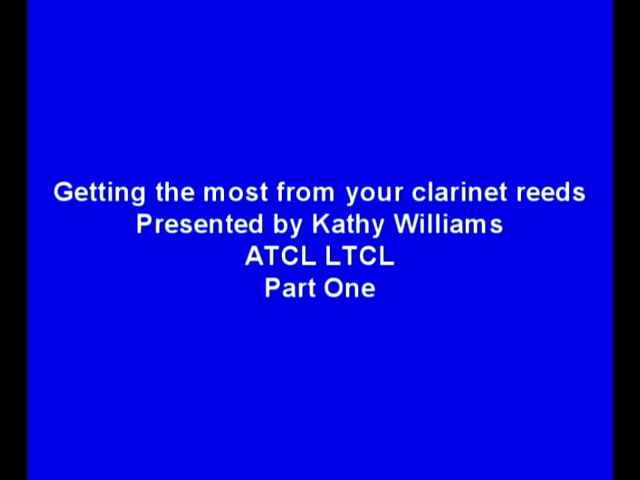 Getting the most from your clarinet reeds
Presented by Kathy Williams
ATCL LTCL
Part One